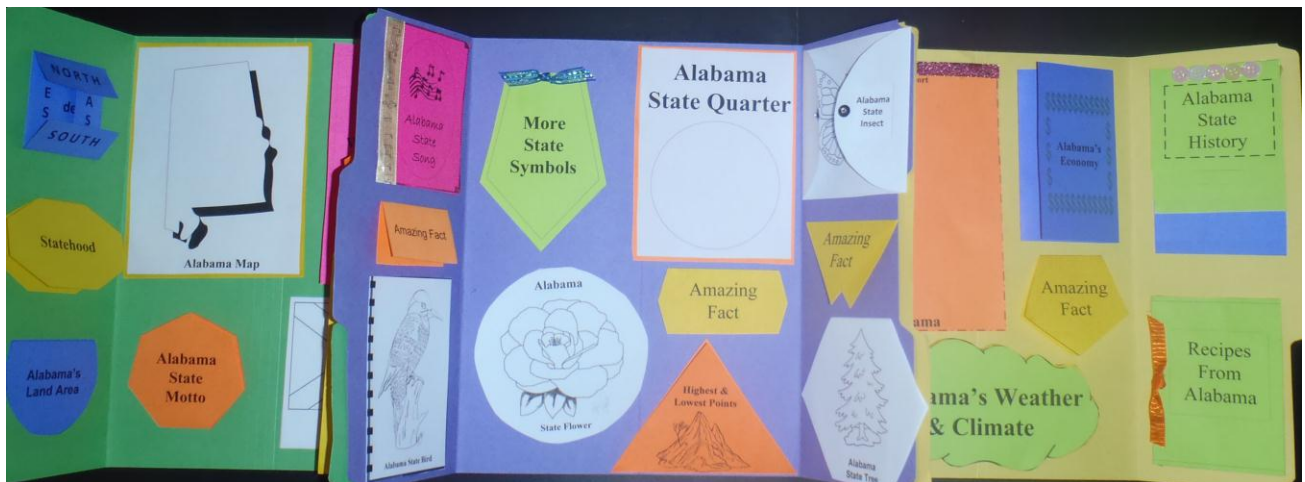 NORTH
E
S
de
A
S
SOUTH
Statehood
Alabama's
Land Area
Alabama Map
Alabama
State
Motto
Alabama
State
Song
Amazing Fact
Alabama State Bird
More
State
Symbols
Alabama
State Flower
Alabama
State Quarter
Amazing
Fact
Highest &
Lowest Points
Alabama
State
Insect
Amazing
Fact
Alabama
State Tree
ort
ama
ama's Weather
& Climate
Alabama's
Economy
Amazing
Fact
Alabama
State
History
Recipes
From
Alabama